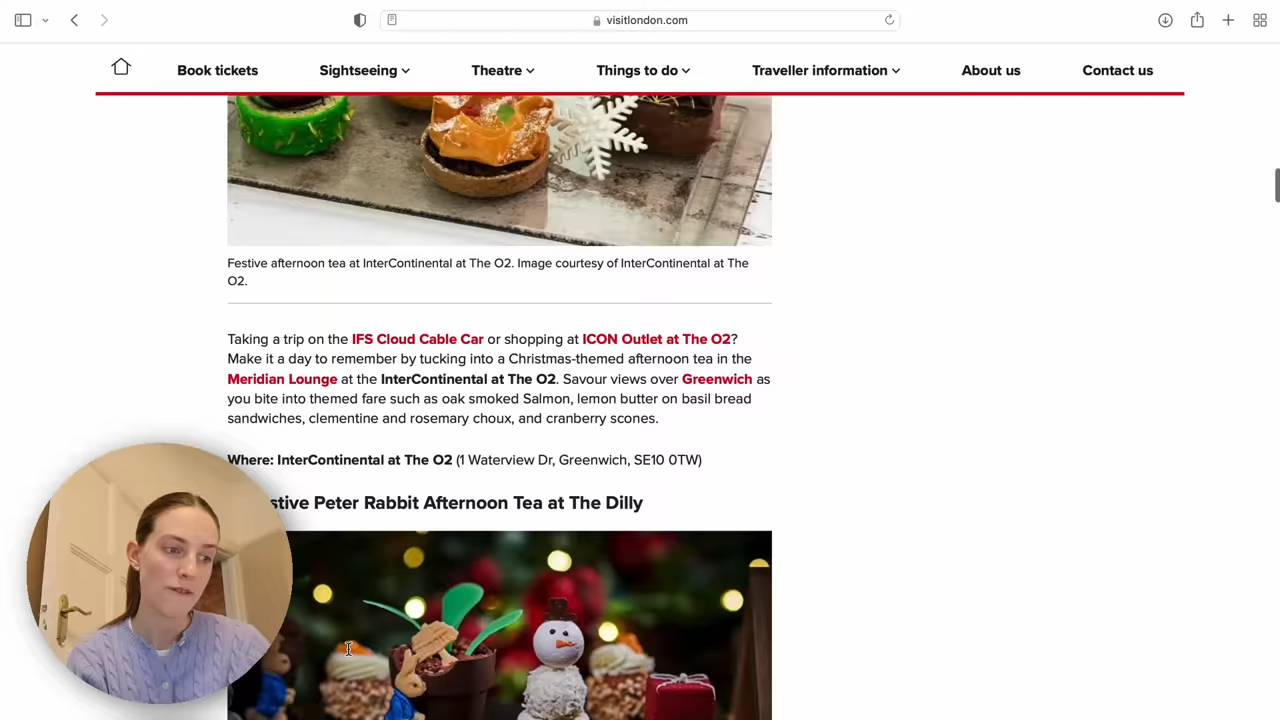 visitlondon.com
Book tickets
Sightseeing
Theatre
Things to do
Traveller information
About us
Contact us
Festive afternoon tea at InterContinental at The O2. Image courtesy of InterContinental at The
O2.
Taking a trip on the IFS Cloud Cable Car or shopping at ICON Outlet at The O2?
Make it a day to remember by tucking into a Christmas-themed afternoon tea in the
Meridian Lounge at the InterContinental at The O2. Savour views over Greenwich as
you bite into themed fare such as oak smoked Salmon, lemon butter on basil bread
sandwiches, clementine and rosemary choux, and cranberry scones.
Where: InterContinental at The O2 (1 Waterview Dr, Greenwich, SE10 0TW)
stive Peter Rabbit Afternoon Tea at The Dilly